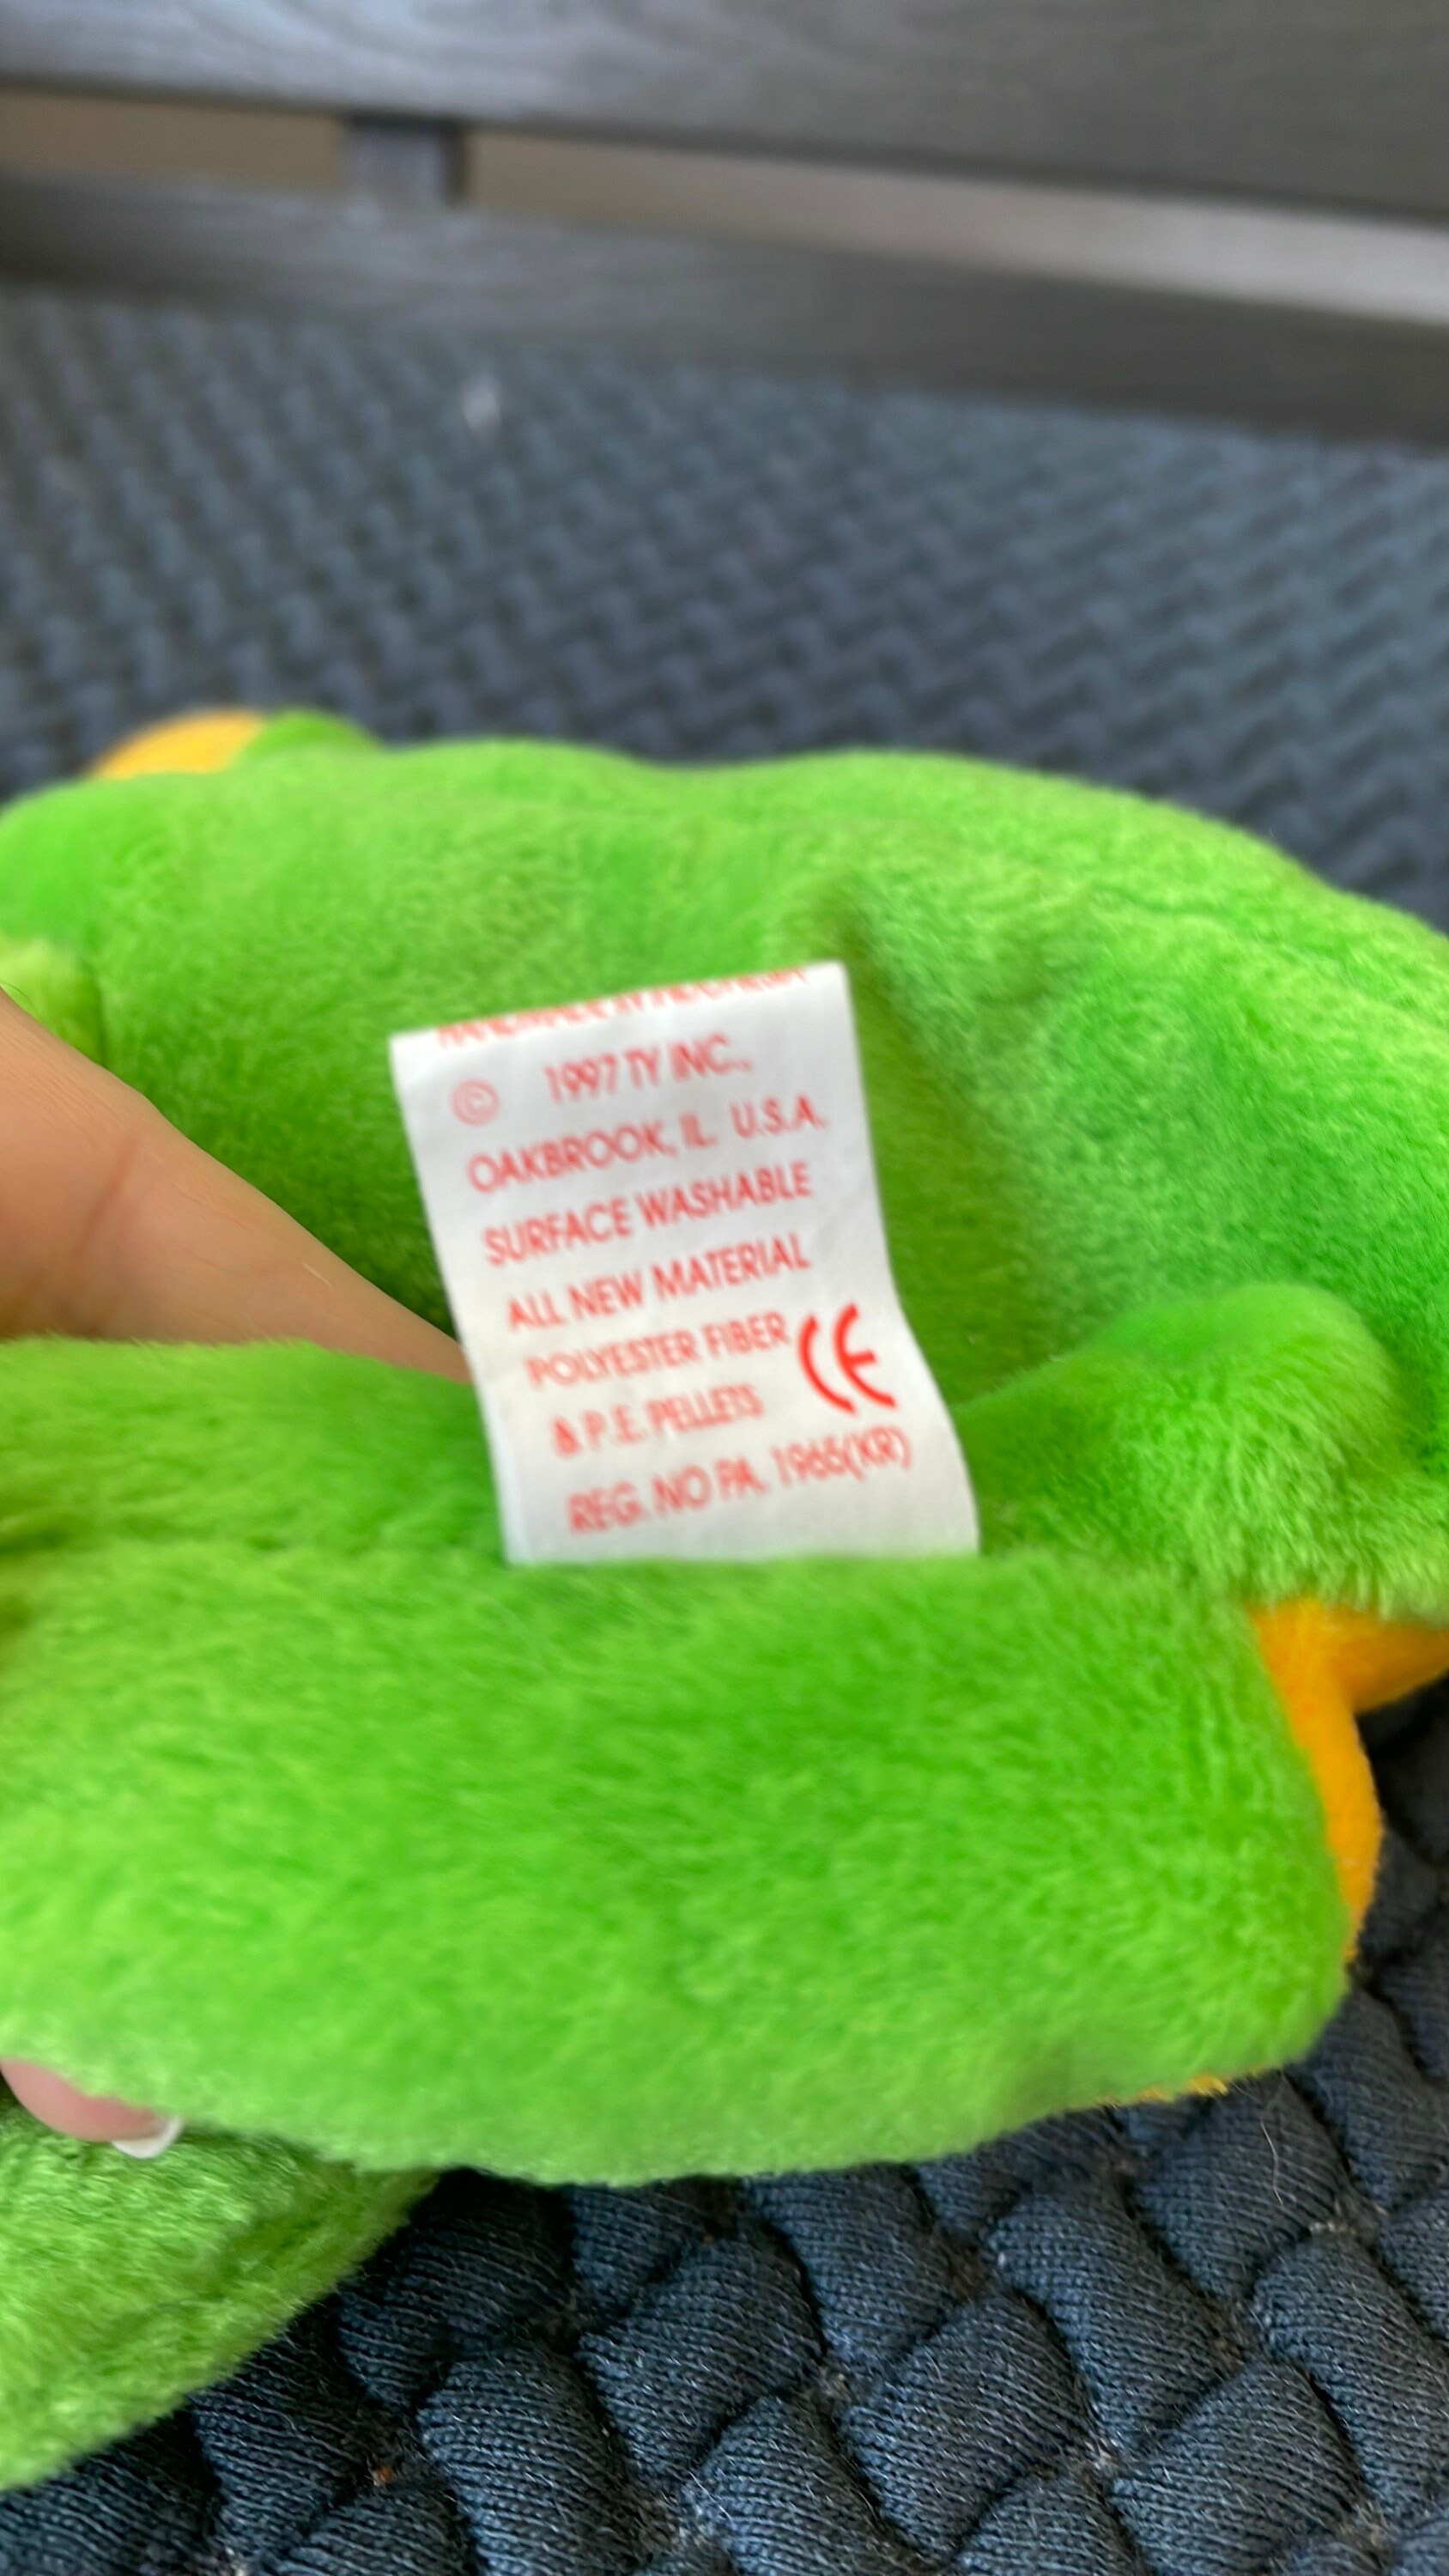 © 1997 TY INC.,
OAKBROOK, IL. U.S.A.
SURFACE WASHABLE
ALL NEW MATERIAL
POLYESTER FIBER
& P.E. PELLETS
CE
REG. NO PA. 1965(KR)